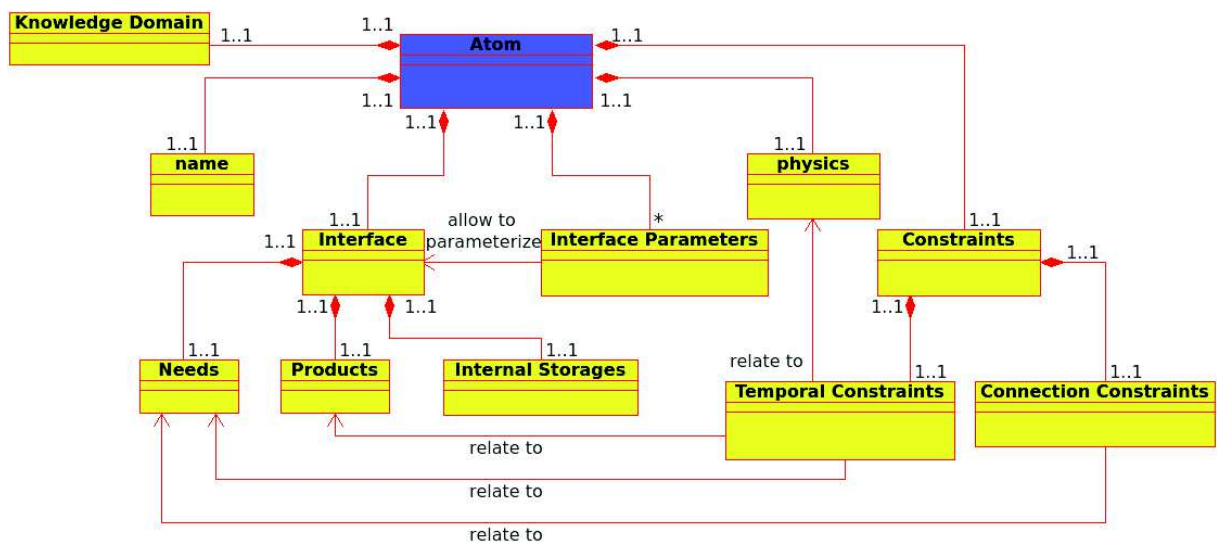 Knowledge Domain
1..1
1..1
Atom
1..1
1..1
1..1
1..1
1..1
1..1
1..1
name
1..1
physics
1..1
Interface
allow to
parameterize
*
Interface Parameters
1..1
Constraints
1..1
1..1
1..1
1..1
1..1
1..1
Needs
1..1
Products
1..1
Internal Storages
relate to
1..1
Temporal Constraints
1..1
Connection Constraints
relate to
relate to
relate to